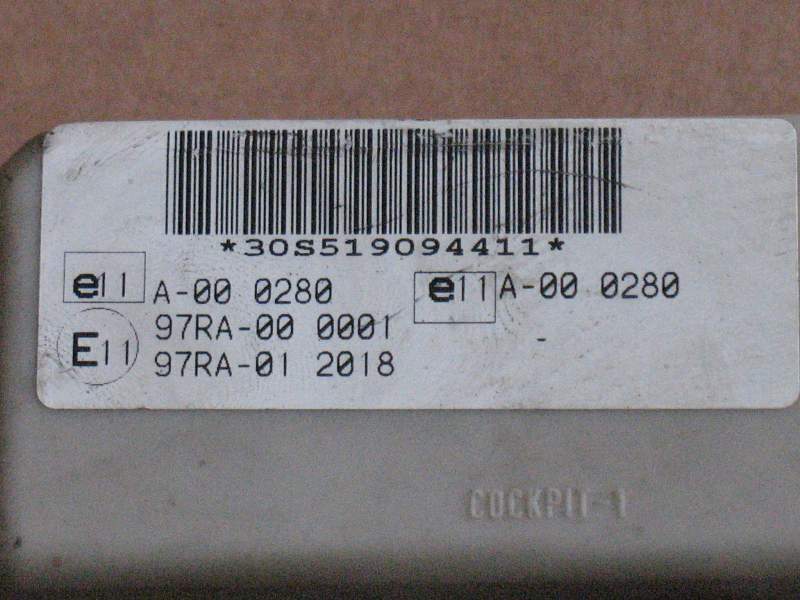 *30S519094411*
e11 A-00 0280 e11 A-00 0280
97RA-00 0001
E11 97RA-01 2018
COCKPIT-1